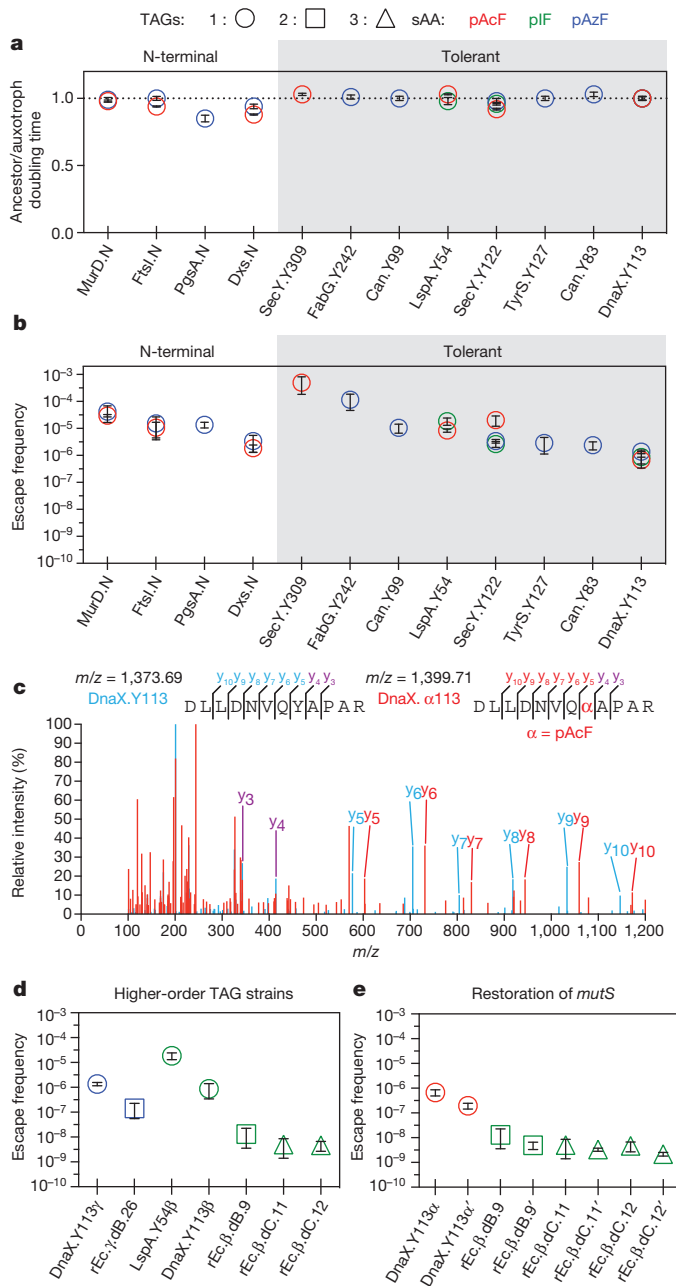 TAGs: 1 : 2 : 3 : sAA: pAcF pIF pAzF
a
N-terminal Tolerant
Ancestor/auxotroph
doubling time
1.0
0.5
0.0
MurD.N FtsI.N PgsA.N Dxs.N SecY.Y309 FabG.Y242 Can.Y99 LspA.Y54 SecY.Y122 TyrS.Y127 Can.Y83 DnaX.Y113
b
N-terminal Tolerant
Escape frequency
10⁻³
10⁻⁴
10⁻⁵
10⁻⁶
10⁻⁷
10⁻⁸
10⁻⁹
10⁻¹⁰
MurD.N FtsI.N PgsA.N Dxs.N SecY.Y309 FabG.Y242 Can.Y99 LspA.Y54 SecY.Y122 TyrS.Y127 Can.Y83 DnaX.Y113
c
m/z = 1,373.69 y₁₀ y₉ y₈ y₇ y₆ y₅ y₄ y₃ m/z = 1,399.71 y₁₀ y₉ y₈ y₇ y₆ y₅ y₄ y₃
DnaX.Y113 DLLDNVQYAPAR DnaX. α113 DLLDNVQαAPAR
α = pAcF
Relative intensity (%)
100
90
80
70
60
50
40
30
20
10
0
y₃ y₄ y₅ y₅ y₆ y₆ y₇ y₇ y₈ y₈ y₉ y₉ y₁₀ y₁₀
0 100 200 300 400 500 600 700 800 900 1,000 1,100 1,200
m/z
d
Higher-order TAG strains
Escape frequency
10⁻³
10⁻⁴
10⁻⁵
10⁻⁶
10⁻⁷
10⁻⁸
10⁻⁹
10⁻¹⁰
DnaX.Y113γ rEc.γ.dB.26 LspA.Y54β DnaX.Y113β rEc.β.dB.9 rEc.β.dC.11 rEc.β.dC.12
e
Restoration of mutS
Escape frequency
10⁻³
10⁻⁴
10⁻⁵
10⁻⁶
10⁻⁷
10⁻⁸
10⁻⁹
10⁻¹⁰
DnaX.Y113α DnaX.Y113α′ rEc.β.dB.9 rEc.β.dB.9′ rEc.β.dC.11 rEc.β.dC.11′ rEc.β.dC.12 rEc.β.dC.12′